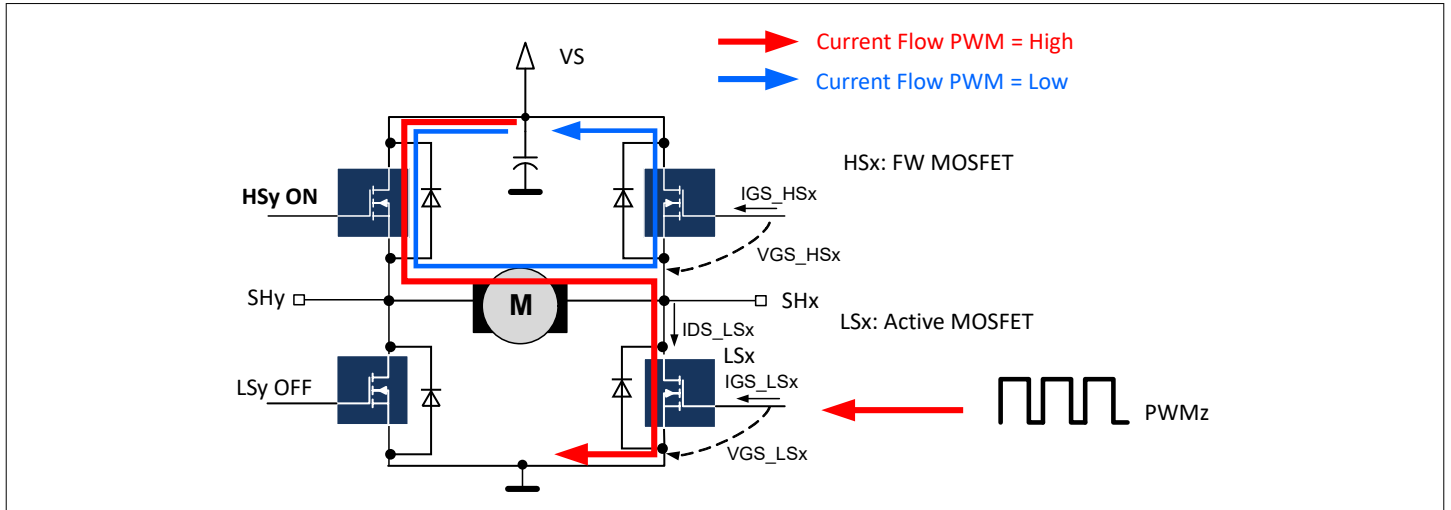 VS
Current Flow PWM = High
Current Flow PWM = Low
HSx: FW MOSFET
HSy ON
IGS_HSx
VGS_HSx
SHy
M
SHx
LSx: Active MOSFET
IDS_LSx
LSx
LSy OFF
IGS_LSx
PWMz
VGS_LSx